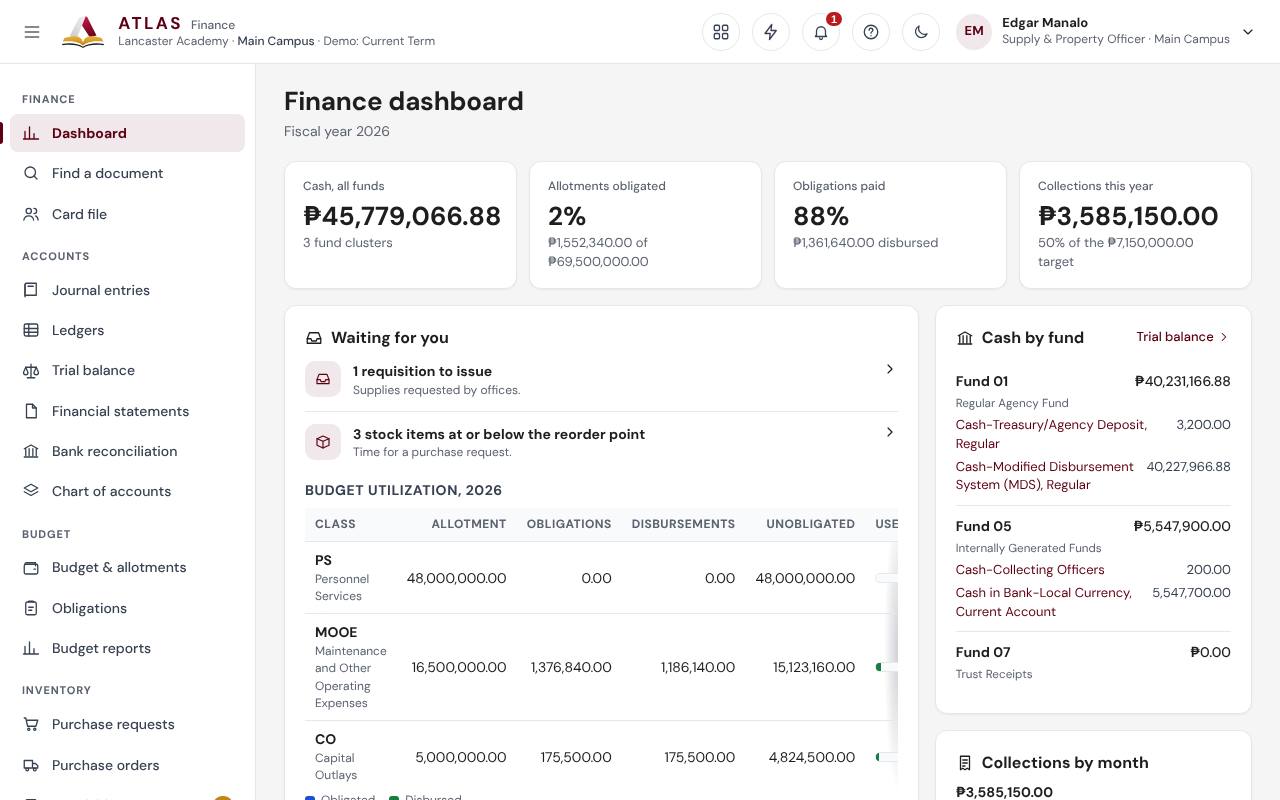 ATLAS Finance
Lancaster Academy · Main Campus · Demo: Current Term
1
EM
Edgar Manalo
Supply & Property Officer · Main Campus
FINANCE
Dashboard
Find a document
Card file
ACCOUNTS
Journal entries
Ledgers
Trial balance
Financial statements
Bank reconciliation
Chart of accounts
BUDGET
Budget & allotments
Obligations
Budget reports
INVENTORY
Purchase requests
Purchase orders
Finance dashboard
Fiscal year 2026
Cash, all funds
₱45,779,066.88
3 fund clusters
Allotments obligated
2%
₱1,552,340.00 of
₱69,500,000.00
Obligations paid
88%
₱1,361,640.00 disbursed
Collections this year
₱3,585,150.00
50% of the ₱7,150,000.00
target
Waiting for you
1 requisition to issue
Supplies requested by offices.
3 stock items at or below the reorder point
Time for a purchase request.
BUDGET UTILIZATION, 2026
CLASS ALLOTMENT OBLIGATIONS DISBURSEMENTS UNOBLIGATED USE
PS
Personnel
Services
48,000,000.00 0.00 0.00 48,000,000.00
MOOE
Maintenance
and Other
Operating
Expenses
16,500,000.00 1,376,840.00 1,186,140.00 15,123,160.00
CO
Capital
Outlays
5,000,000.00 175,500.00 175,500.00 4,824,500.00
Obligated Disbursed
Cash by fund
Trial balance
Fund 01 ₱40,231,166.88
Regular Agency Fund
Cash-Treasury/Agency Deposit, 3,200.00
Regular
Cash-Modified Disbursement 40,227,966.88
System (MDS), Regular
Fund 05 ₱5,547,900.00
Internally Generated Funds
Cash-Collecting Officers 200.00
Cash in Bank-Local Currency, 5,547,700.00
Current Account
Fund 07 ₱0.00
Trust Receipts
Collections by month
₱3,585,150.00